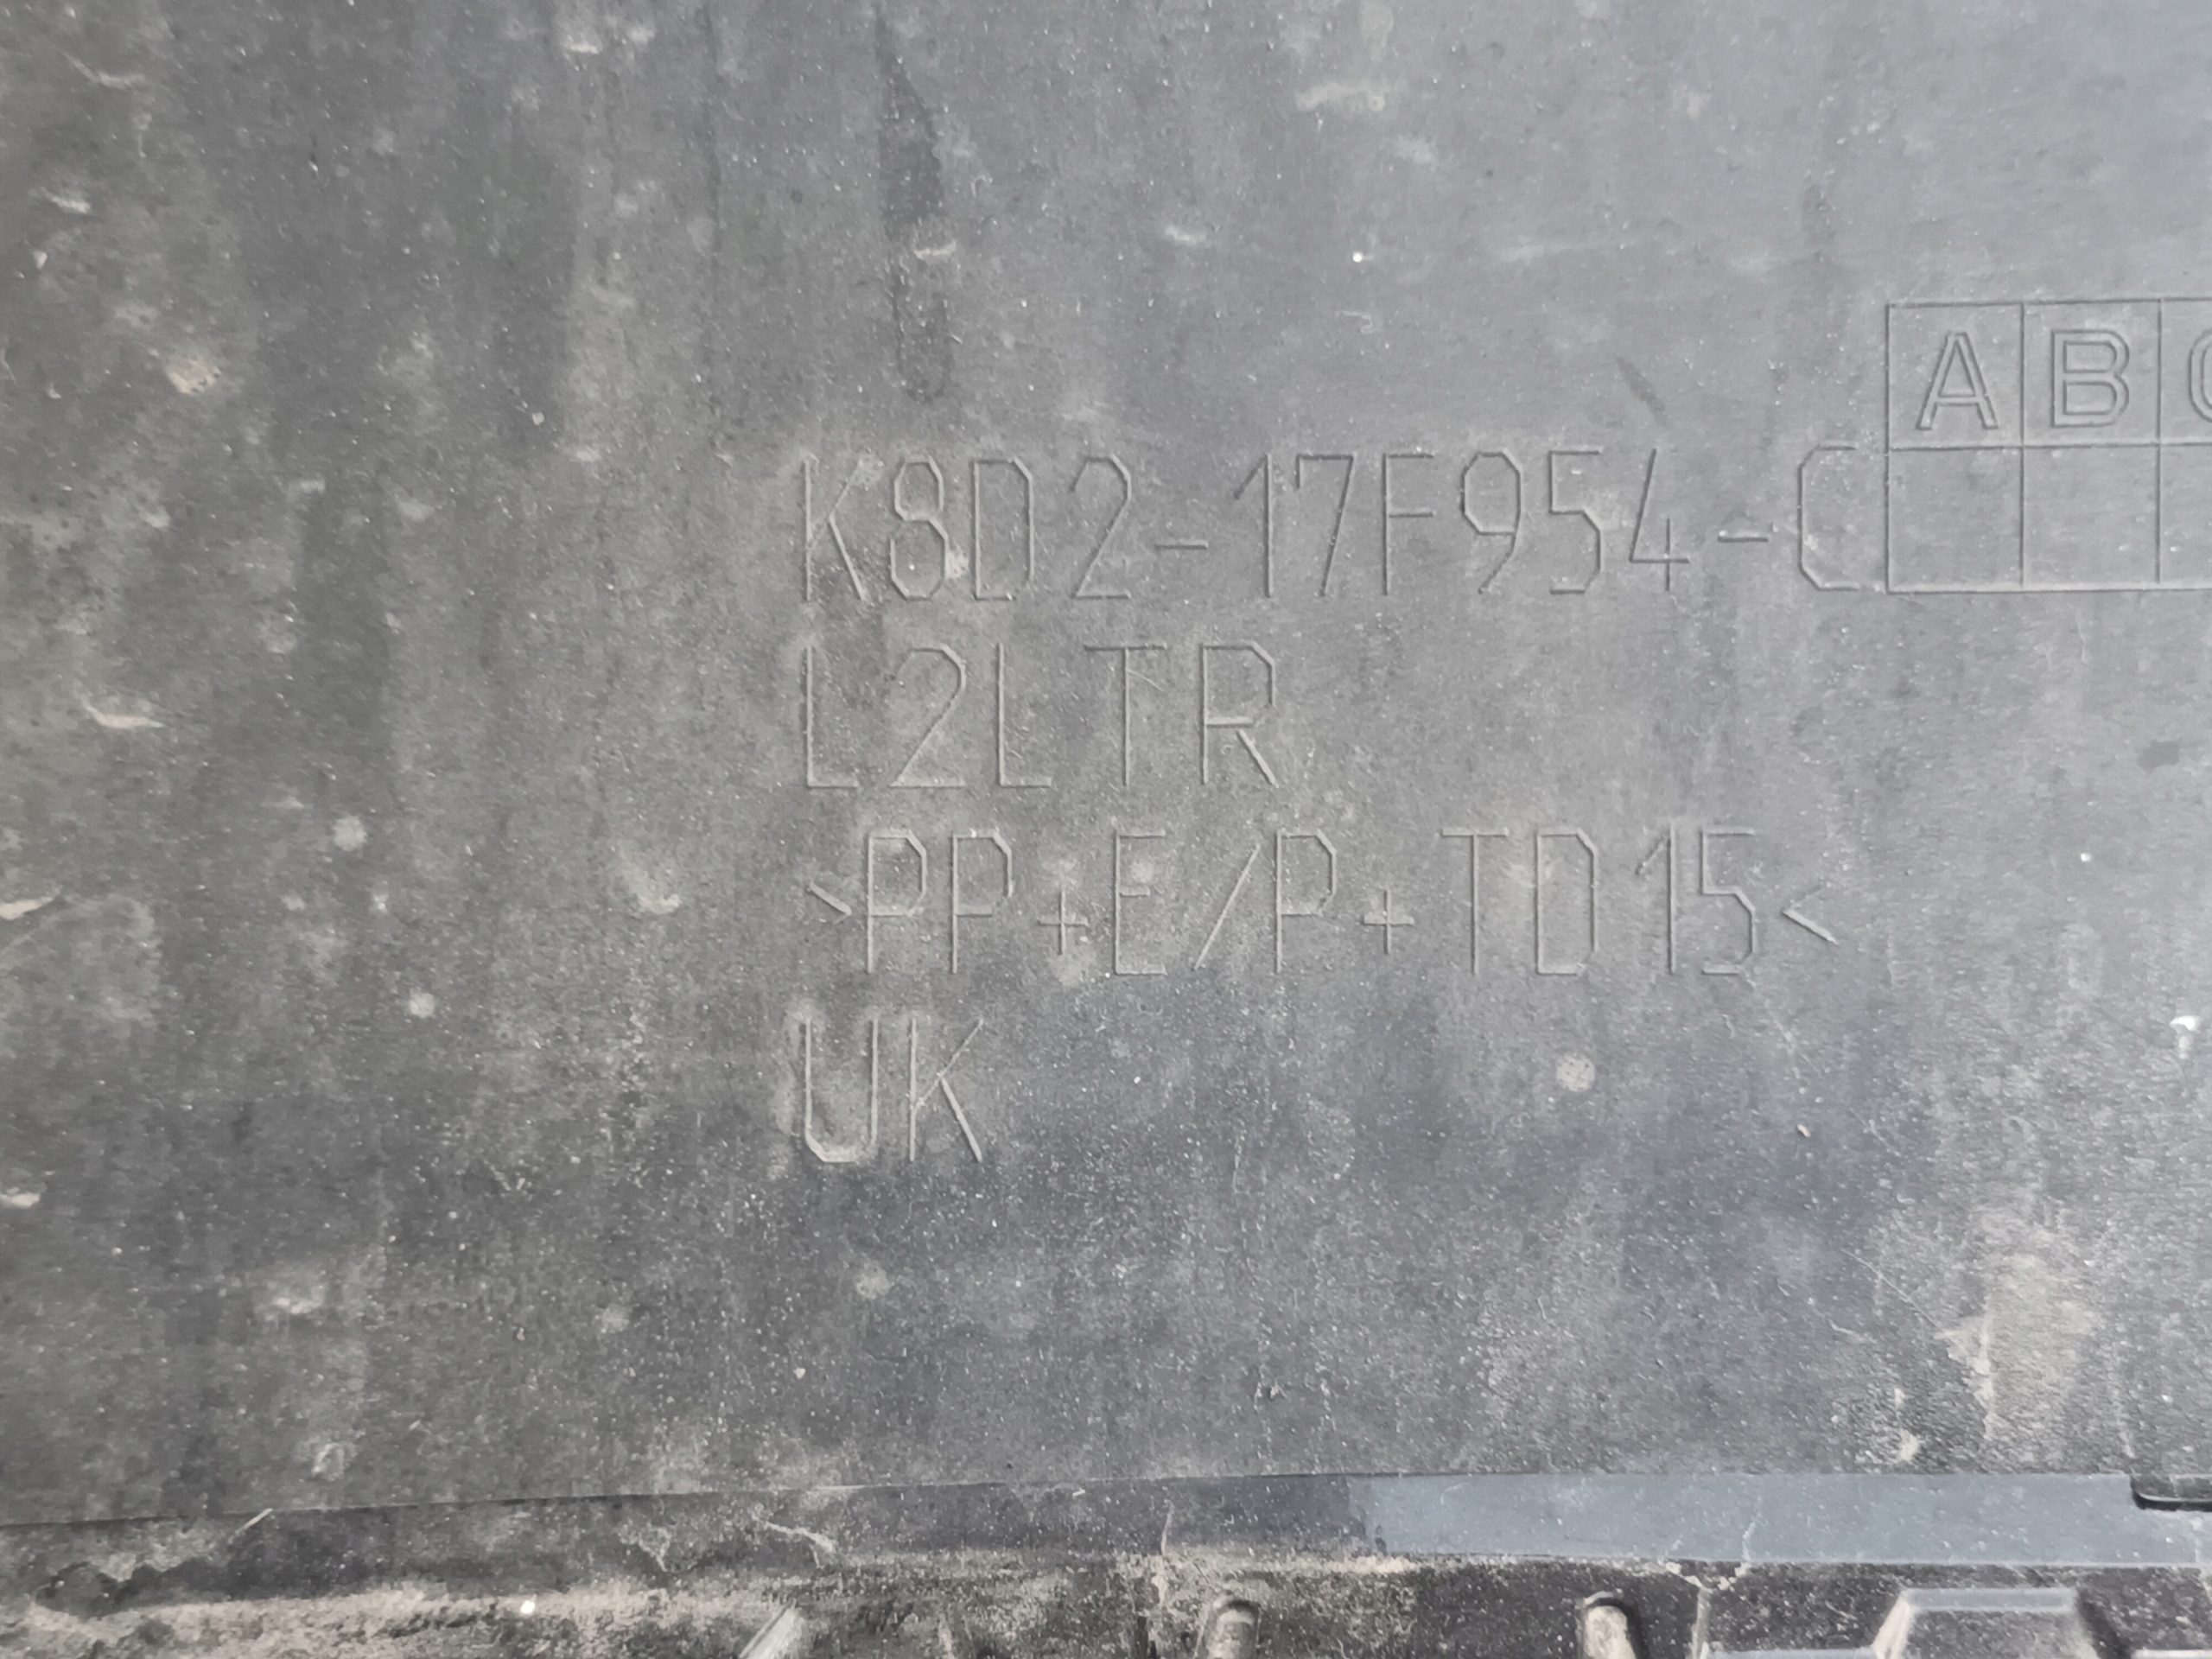 A B C
K8D2-17F954-C
L2LTR
>PP+E/P+TD15<
UK